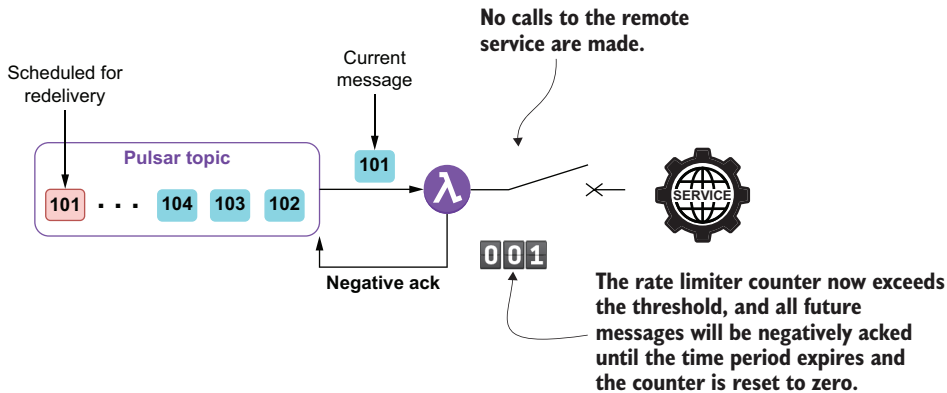 No calls to the remote
service are made.
Current
message
Scheduled for
redelivery
Pulsar topic
101
101 . . . 104 103 102
λ
SERVICE
Negative ack
001
The rate limiter counter now exceeds
the threshold, and all future
messages will be negatively acked
until the time period expires and
the counter is reset to zero.